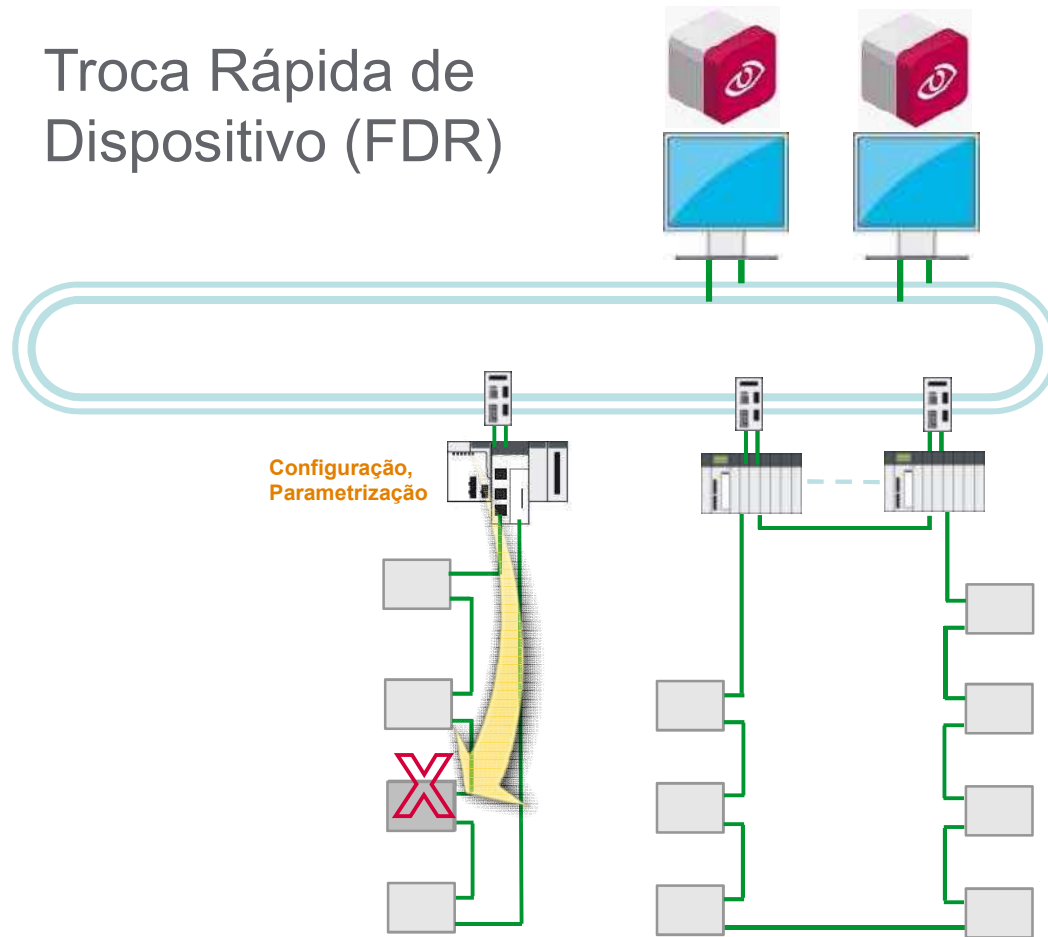 Troca Rápida de
Dispositivo (FDR)
Configuração,
Parametrização
X